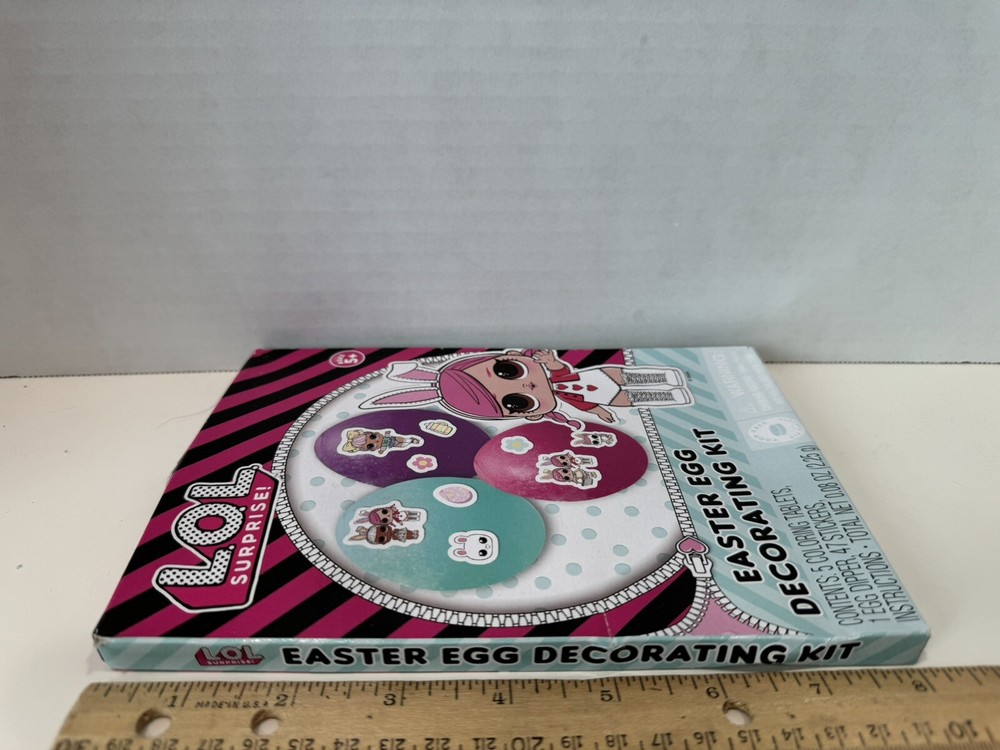 5+
L.O.L.
SURPRISE!
EASTER EGG
DECORATING KIT
CONTENTS: 5 COLORING TABLETS,
1 EGG DIPPER, 47 STICKERS,
INSTRUCTIONS • TOTAL NET 0.08 OZ (2.25 g)
L.O.L.
SURPRISE!
EASTER EGG DECORATING KIT
1 2 3 4 5 6 7 8
MADE IN U.S.A